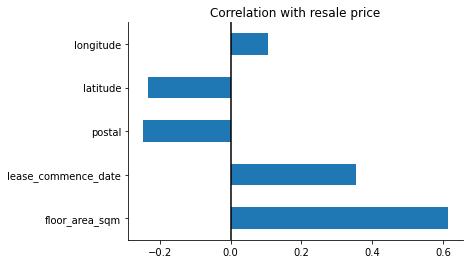 Correlation with resale price
longitude
latitude
postal
lease_commence_date
floor_area_sqm
−0.2 0.0 0.2 0.4 0.6